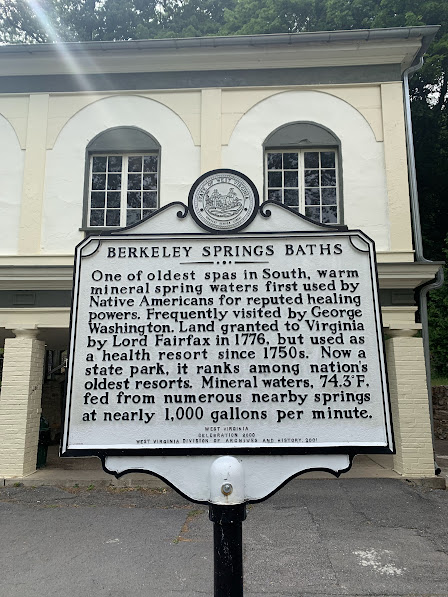 BERKELEY SPRINGS BATHS
One of oldest spas in South, warm
mineral spring waters first used by
Native Americans for reputed healing
powers. Frequently visited by George
Washington. Land granted to Virginia
by Lord Fairfax in 1776, but used as
a health resort since 1750s. Now a
state park, it ranks among nation's
oldest resorts. Mineral waters, 74.3°F,
fed from numerous nearby springs
at nearly 1,000 gallons per minute.
WEST VIRGINIA
CELEBRATION 2000
WEST VIRGINIA DIVISION OF ARCHIVES AND HISTORY, 2001